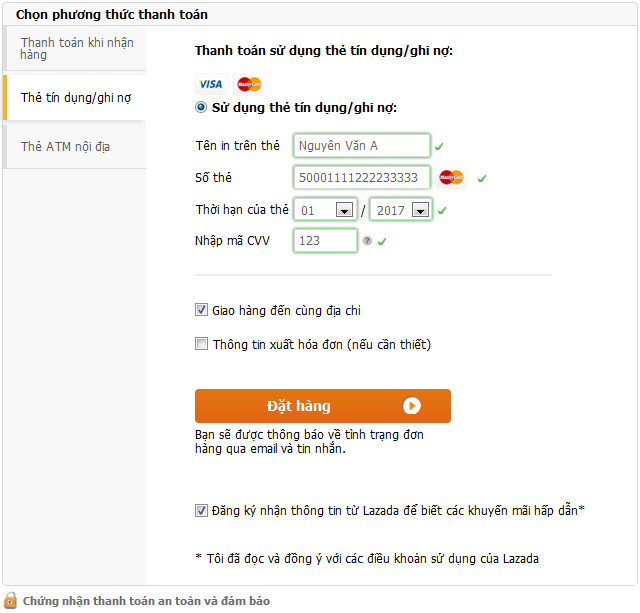 Chọn phương thức thanh toán
Thanh toán khi nhận
hàng
Thẻ tín dụng/ghi nợ
Thẻ ATM nội địa
Thanh toán sử dụng thẻ tín dụng/ghi nợ:
VISA MasterCard
Sử dụng thẻ tín dụng/ghi nợ:
Tên in trên thẻ Nguyên Văn A
Số thẻ 50001111222233333 MasterCard
Thời hạn của thẻ 01 / 2017
Nhập mã CVV 123 ?
Giao hàng đến cùng địa chỉ
Thông tin xuất hóa đơn (nếu cần thiết)
Đặt hàng
Bạn sẽ được thông báo về tình trạng đơn
hàng qua email và tin nhắn.
Đăng ký nhận thông tin từ Lazada để biết các khuyến mãi hấp dẫn*
* Tôi đã đọc và đồng ý với các điều khoản sử dụng của Lazada
Chứng nhận thanh toán an toàn và đảm bảo